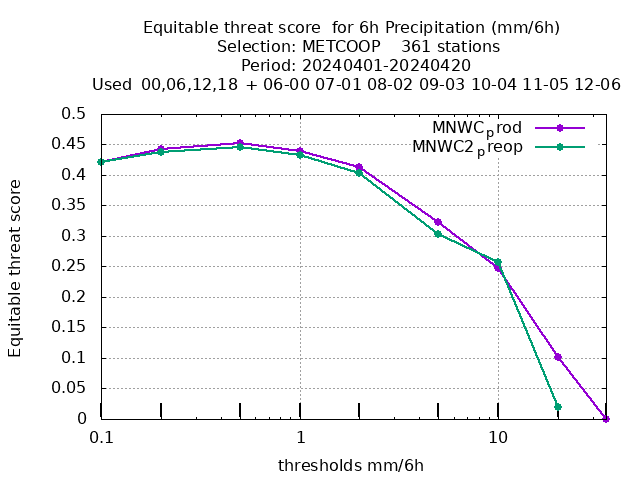 Equitable threat score  for 6h Precipitation (mm/6h)
Selection: METCOOP    361 stations
Period: 20240401-20240420
Used  00,06,12,18  + 06-00 07-01 08-02 09-03 10-04 11-05 12-06
MNWCprod
MNWC2preop
0.5
0.45
0.4
0.35
0.3
0.25
0.2
0.15
0.1
0.05
0
Equitable threat score
0.1 1 10
thresholds mm/6h